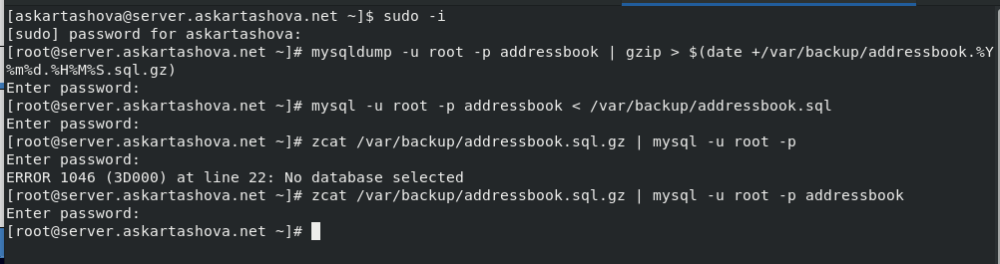 [askartashova@server.askartashova.net ~]$ sudo -i
[sudo] password for askartashova:
[root@server.askartashova.net ~]# mysqldump -u root -p addressbook | gzip > $(date +/var/backup/addressbook.%Y
%m%d.%H%M%S.sql.gz)
Enter password:
[root@server.askartashova.net ~]# mysql -u root -p addressbook < /var/backup/addressbook.sql
Enter password:
[root@server.askartashova.net ~]# zcat /var/backup/addressbook.sql.gz | mysql -u root -p
Enter password:
ERROR 1046 (3D000) at line 22: No database selected
[root@server.askartashova.net ~]# zcat /var/backup/addressbook.sql.gz | mysql -u root -p addressbook
Enter password:
[root@server.askartashova.net ~]#